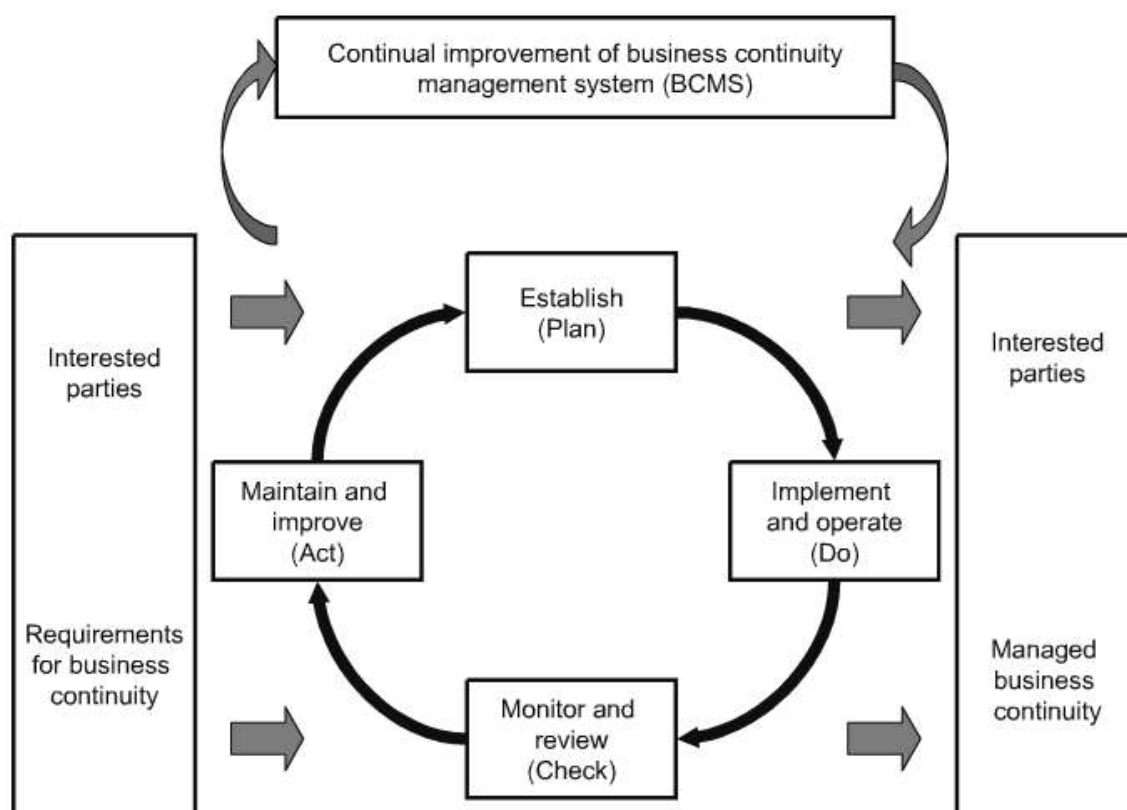 Continual improvement of business continuity
management system (BCMS)
Establish
(Plan)
Interested
parties
Interested
parties
Maintain and
improve
(Act)
Implement
and operate
(Do)
Requirements
for business
continuity
Managed
business
continuity
Monitor and
review
(Check)